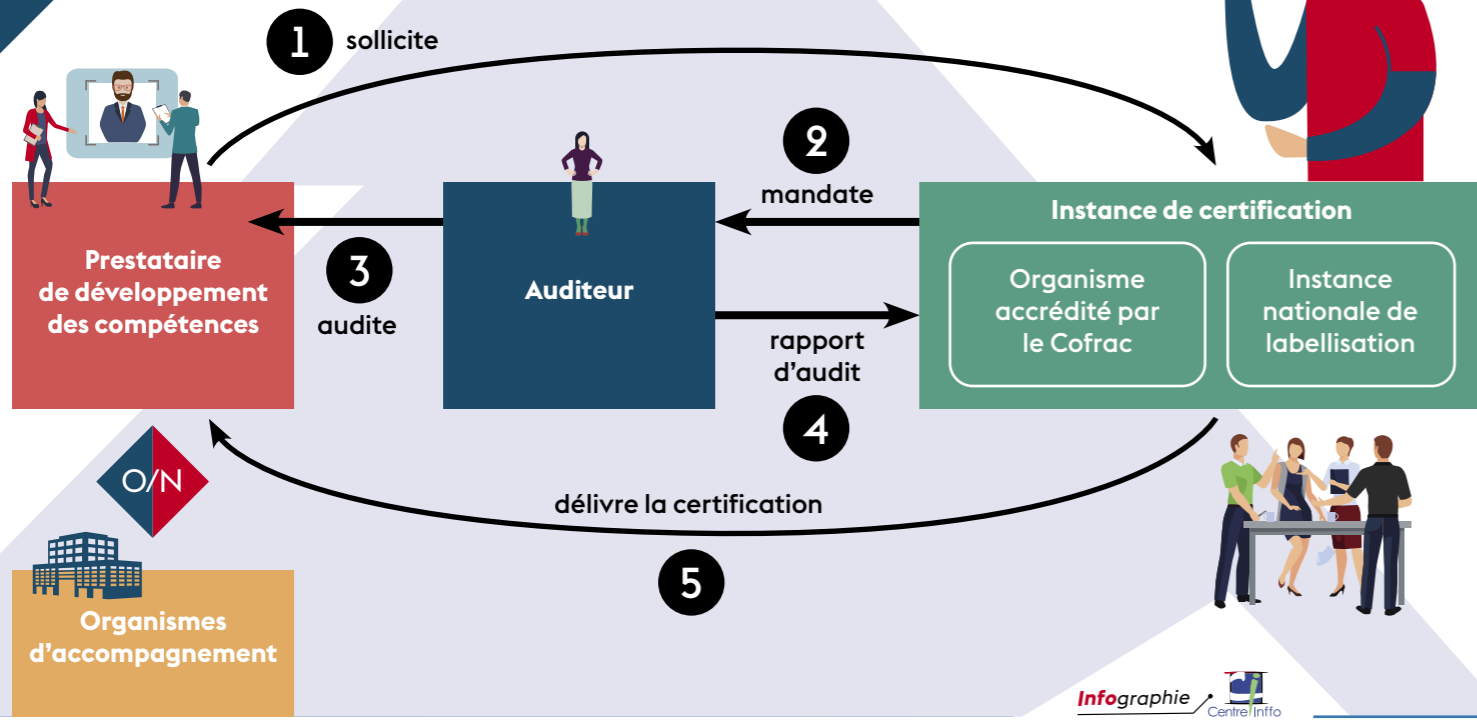 1 sollicite
2
mandate
3
audite
rapport
d'audit
4
délivre la certification
5
Prestataire
de développement
des compétences
Auditeur
Instance de certification
Organisme
accrédité par
le Cofrac
Instance
nationale de
labellisation
O/N
Organismes
d'accompagnement
Infographie
Centre Inffo